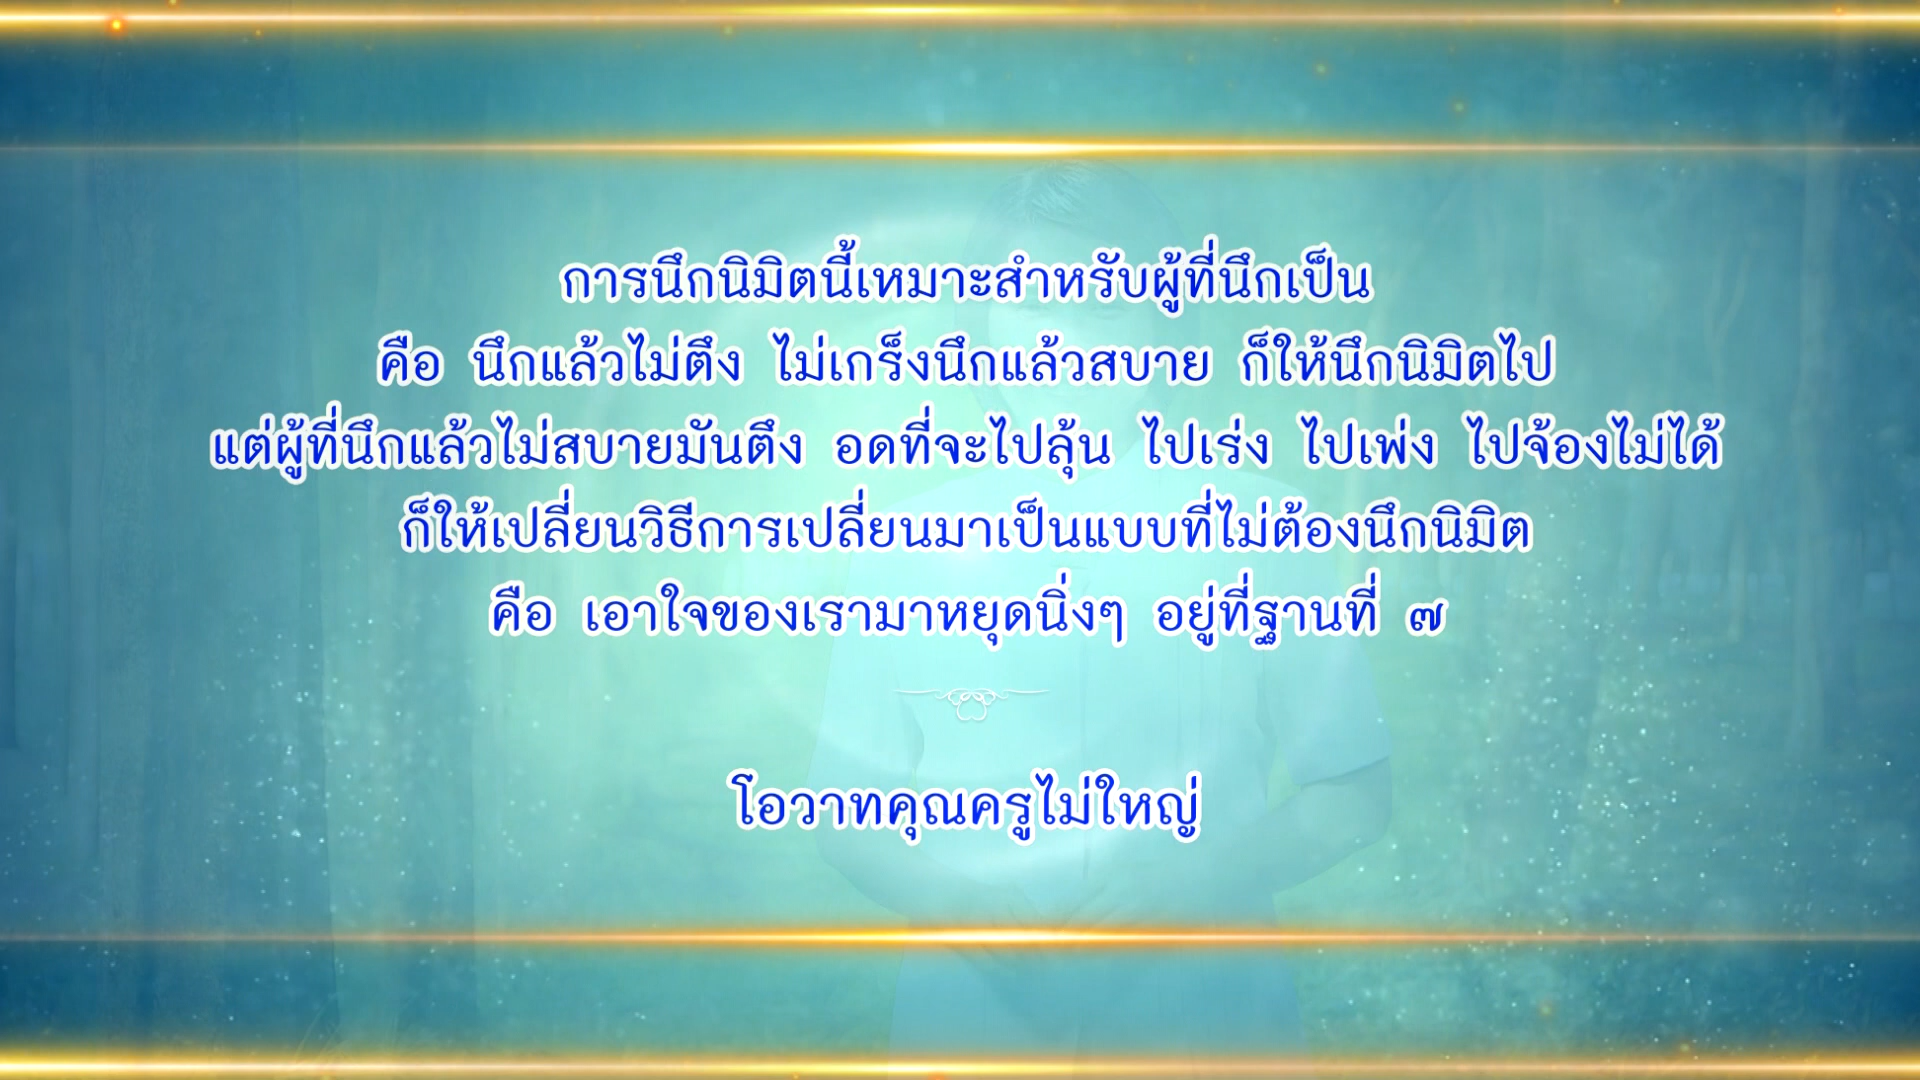 การนึกนิมิตนี้เหมาะสำหรับผู้ที่นึกเป็น
คือ นึกแล้วไม่ตึง ไม่เกร็งนึกแล้วสบาย ก็ให้นึกนิมิตไป
แต่ผู้ที่นึกแล้วไม่สบายมันตึง อดที่จะไปลุ้น ไปเร่ง ไปเพ่ง ไปจ้องไม่ได้
ก็ให้เปลี่ยนวิธีการเปลี่ยนมาเป็นแบบที่ไม่ต้องนึกนิมิต
คือ เอาใจของเรามาหยุดนิ่งๆ อยู่ที่ฐานที่ ๗
โอวาทคุณครูไม่ใหญ่